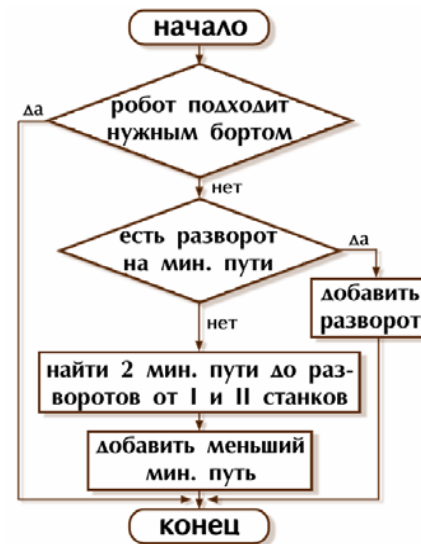 начало
да
робот подходит
нужным бортом
нет
есть разворот
на мин. пути
да
добавить
разворот
нет
найти 2 мин. пути до раз-
воротов от I и II станков
добавить меньший
мин. путь
конец